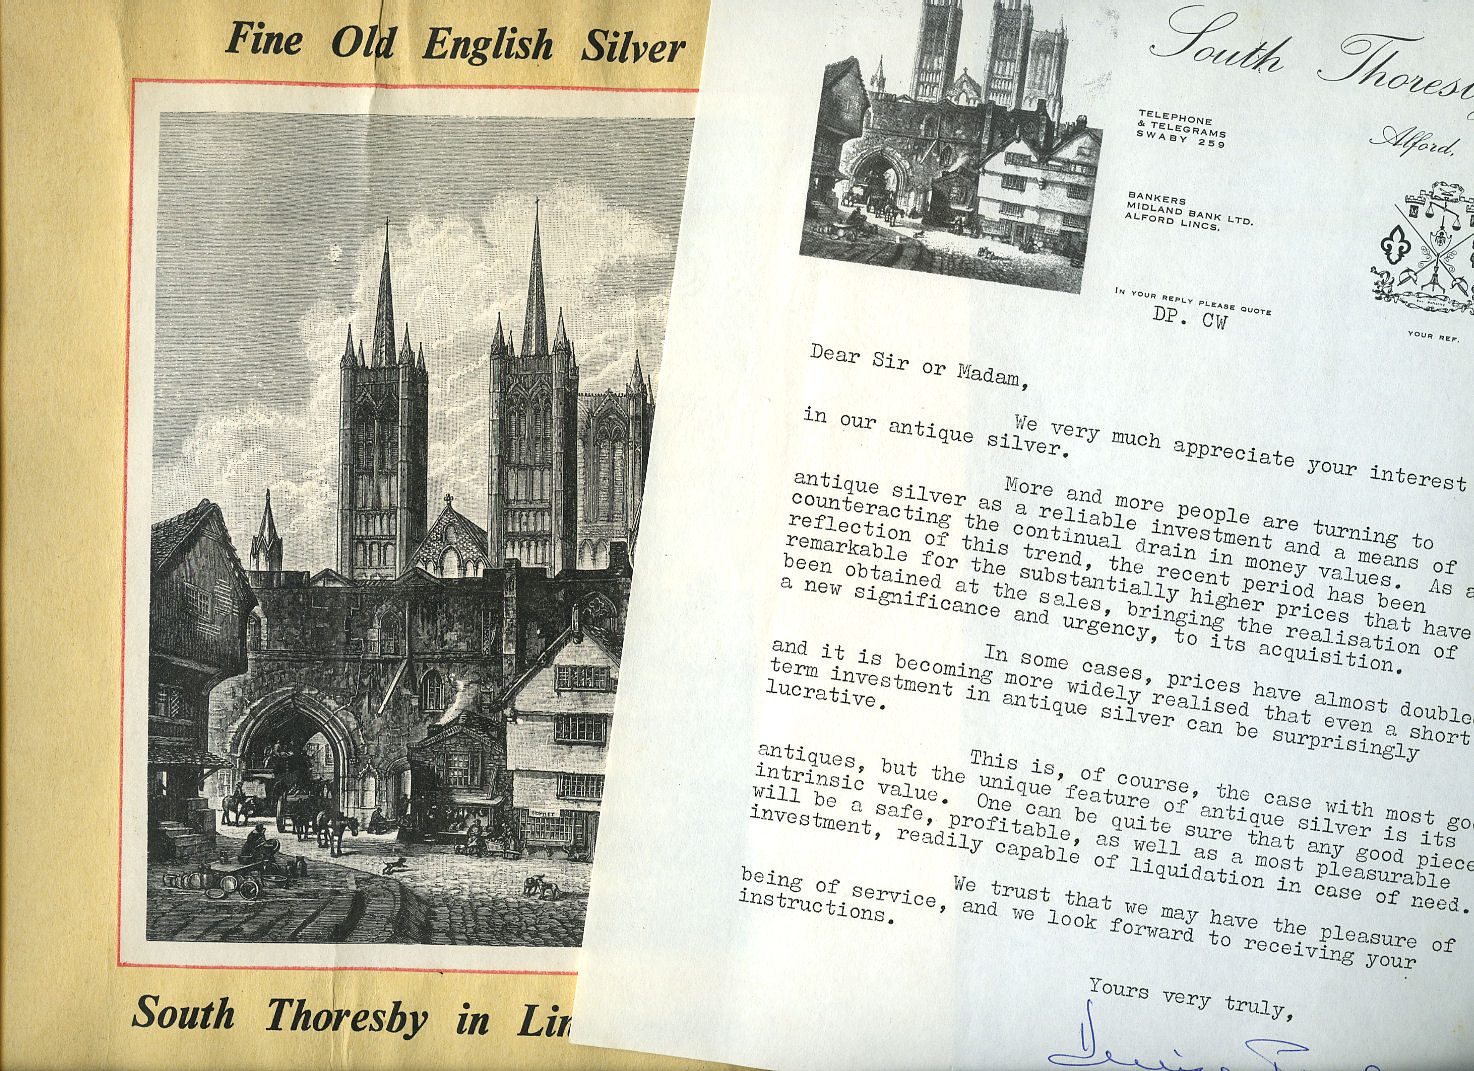 Fine Old English Silver
South Thoresby in
South
TELEPHONE
& TELEGRAMS
SWABY 259
Alford,
BANKERS
MIDLAND BANK LTD.
ALFORD LINCS.
IN YOUR REPLY PLEASE QUOTE
DP. CW
YOUR REF.
Dear Sir or Madam,
We very much appreciate your interest
in our antique silver.
More and more people are turning to
antique silver as a reliable investment and a means of
counteracting the continual drain in money values. As a
reflection of this trend, the recent period has been
remarkable for the substantially higher prices that have
been obtained at the sales, bringing the realisation of
a new significance and urgency, to its acquisition.
In some cases, prices have almost
and it is becoming more widely realised that even a short
term investment in antique silver can be surprisingly
lucrative.
This is, of course, the case with most
antiques, but the unique feature of antique silver is its
intrinsic value. One can be quite sure that any good piece
will be a safe, profitable, as well as a most pleasurable
investment, readily capable of liquidation in case of need.
We trust that we may have the pleasure of
being of service, and we look forward to receiving your
instructions.
Yours very truly,